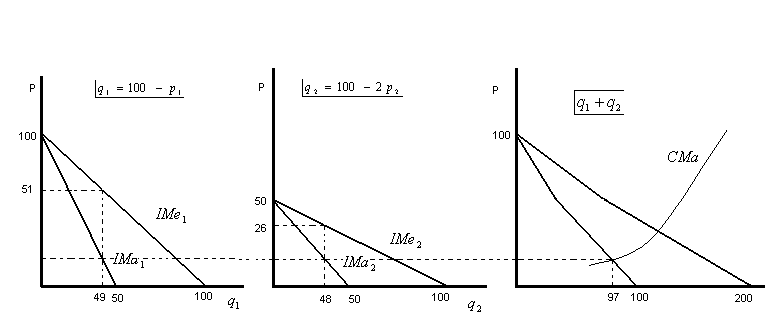 P
q₁ = 100 - p₁
100
51
IMe₁
IMa₁
49 50
100
q₁
P
q₂ = 100 - 2 p₂
50
26
IMe₂
IMa₂
48
50
100
q₂
P
q₁ + q₂
100
CMa
97 100
200